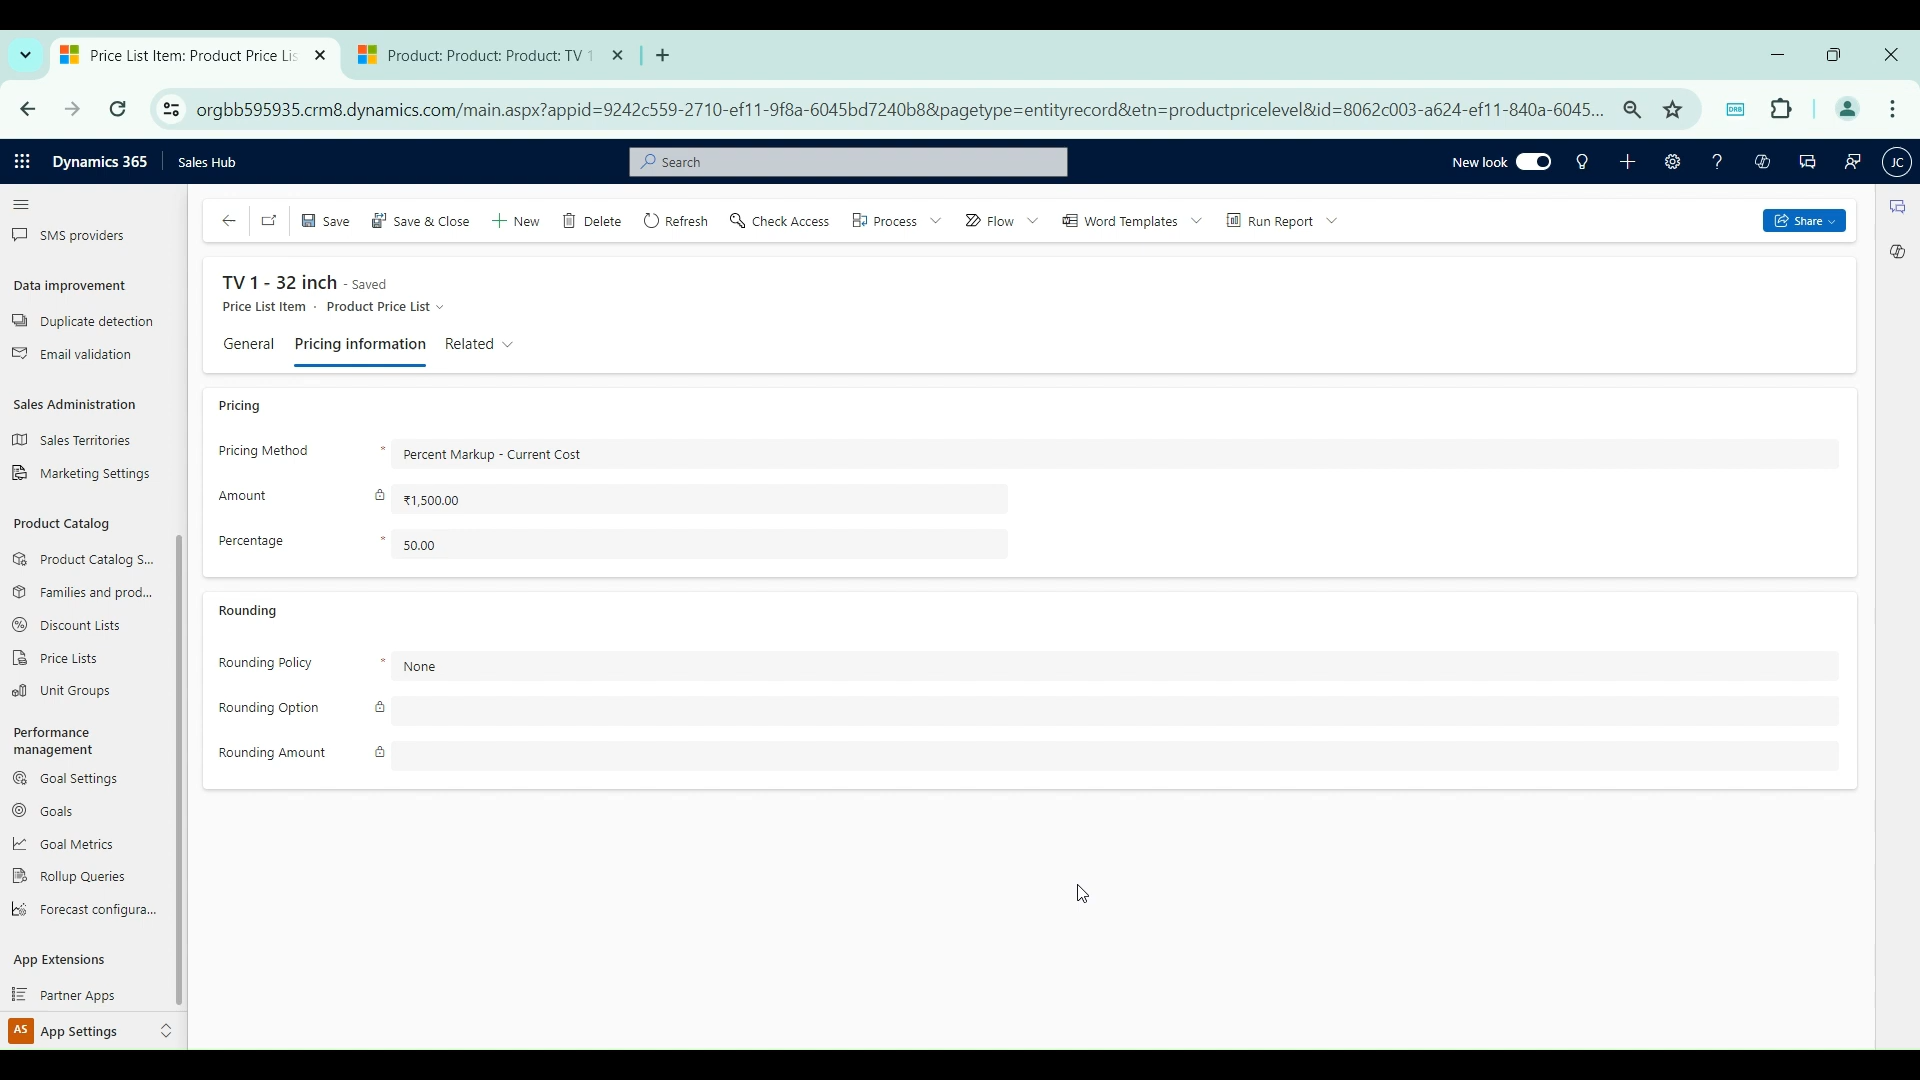 Price List Item: Product Price Lis
Product: Product: Product: TV 1
orgbb595935.crm8.dynamics.com/main.aspx?appid=9242c559-2710-ef11-9f8a-6045bd7240b8&pagetype=entityrecord&etn=productpricelevel&id=8062c003-a624-ef11-840a-6045...
DRB
Dynamics 365
Sales Hub
Search
New look
JC
SMS providers
Data improvement
Duplicate detection
Email validation
Sales Administration
Sales Territories
Marketing Settings
Product Catalog
Product Catalog S...
Families and prod...
Discount Lists
Price Lists
Unit Groups
Performance
management
Goal Settings
Goals
Goal Metrics
Rollup Queries
Forecast configura...
App Extensions
Partner Apps
AS App Settings
Save
Save & Close
New
Delete
Refresh
Check Access
Process
Flow
Word Templates
Run Report
Share
TV 1 - 32 inch - Saved
Price List Item · Product Price List
General
Pricing information
Related
Pricing
Pricing Method * Percent Markup - Current Cost
Amount ₹1,500.00
Percentage * 50.00
Rounding
Rounding Policy * None
Rounding Option
Rounding Amount